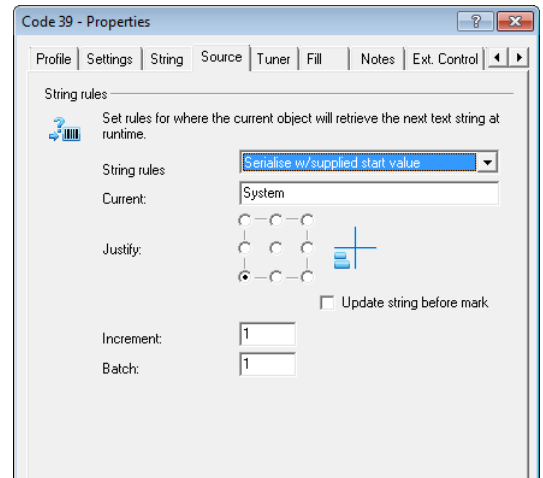 Code 39 - Properties
Profile Settings String Source Tuner Fill Notes Ext. Control
String rules
Set rules for where the current object will retrieve the next text string at
runtime.
String rules Serialise w/supplied start value
Current: System
Justify:
Update string before mark
Increment: 1
Batch: 1